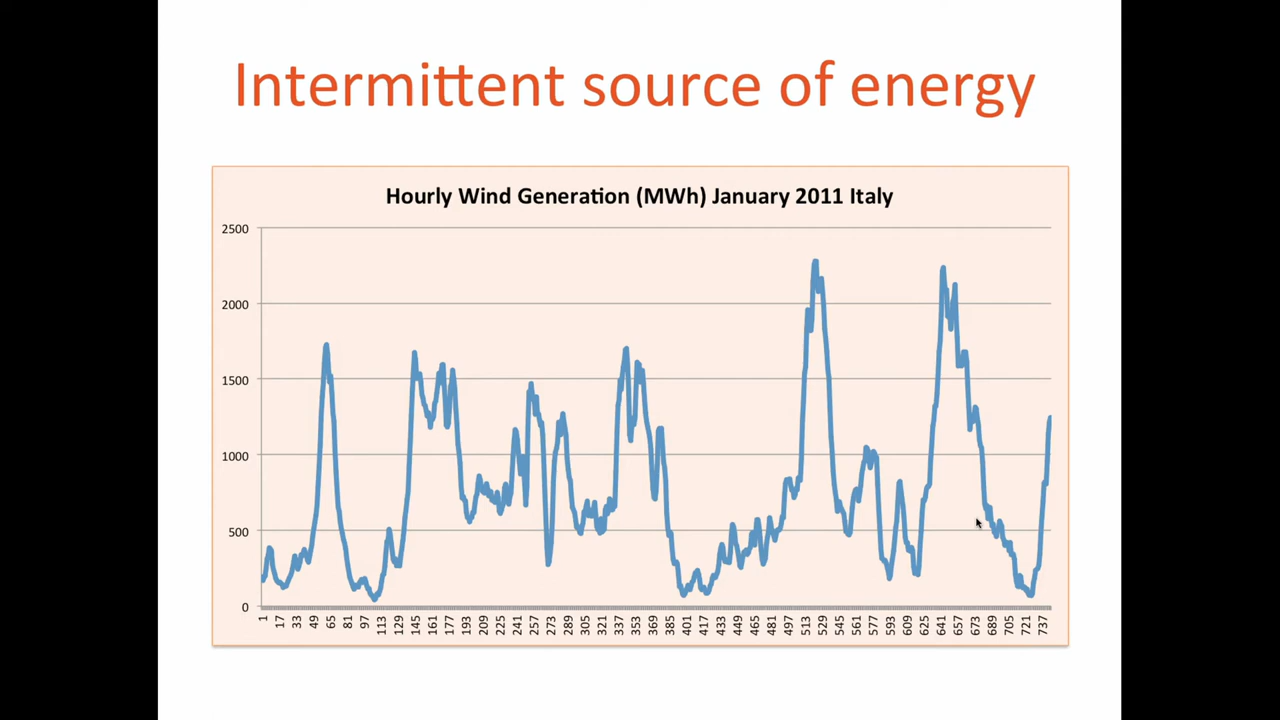 Intermittent source of energy
Hourly Wind Generation (MWh) January 2011 Italy
2500
2000
1500
1000
500
0
1 17 33 49 65 81 97 113 129 145 161 177 193 209 225 241 257 273 289 305 321 337 353 369 385 401 417 433 449 465 481 497 513 529 545 561 577 593 609 625 641 657 673 689 705 721 737